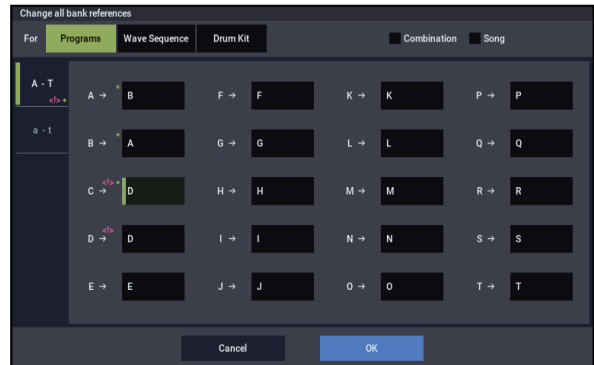 Change all bank references
For Programs Wave Sequence Drum Kit Combination Song
A - T
<!> *
a - t
A → * B F → F K → K P → P
B → * A G → G L → L Q → Q
C → <!> * D H → H M → M R → R
D → <!> D I → I N → N S → S
E → E J → J O → O T → T
Cancel OK